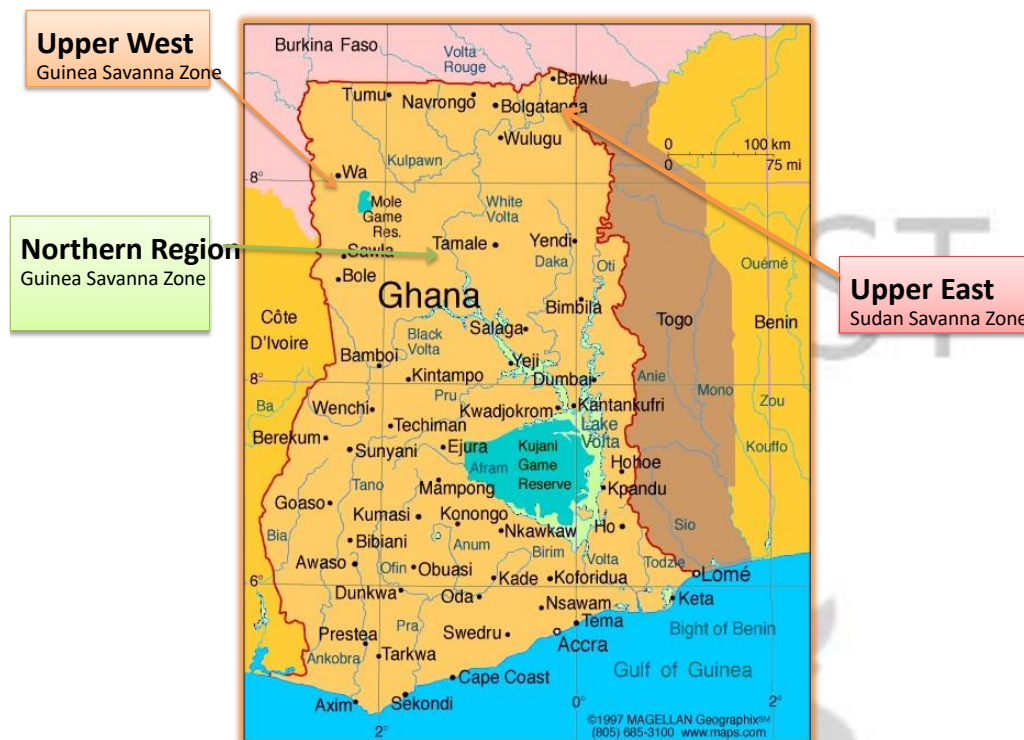 Upper West
Guinea Savanna Zone
Northern Region
Guinea Savanna Zone
Upper East
Sudan Savanna Zone
Burkina Faso
Volta
Rouge
Bawku
Tumu
Navrongo
Bolgatanga
Wulugu
0 100 km
0 75 mi
Kulpawn
8°
Wa
Mole
Game
Res.
White
Volta
Sawla
Tamale
Yendi
Daka
Oti
Ouémé
Bole
Ghana
Bimbila
Côte
D'Ivoire
Black
Volta
Salaga
Togo
Benin
Bamboi
Yeji
8°
Kintampo
Dumbai
Anie
Mono
Pru
Zou
Ba
Wenchi
Kwadjokrom
Kantankufri
Techiman
Lake
Volta
Berekum
Sunyani
Ejura
Kujani
Game
Reserve
Kouffo
Afram
Hohoe
Tano
Mampong
Kpandu
Goaso
Kumasi
Konongo
Nkawkaw
Ho
Sio
Bia
Bibiani
Anum
Birim
Volta
Todzie
Awaso
Ofin
Obuasi
Kade
Koforidua
6°
Lomé
Dunkwa
Oda
Nsawam
Keta
Tema
Prestea
Pra
Swedru
Accra
Bight of Benin
Ankobra
Tarkwa
Gulf of Guinea
Cape Coast
Axim
Sekondi
2°
0°
2°
©1997 MAGELLAN Geographix℠
(805) 685-3100 www.maps.com
ST